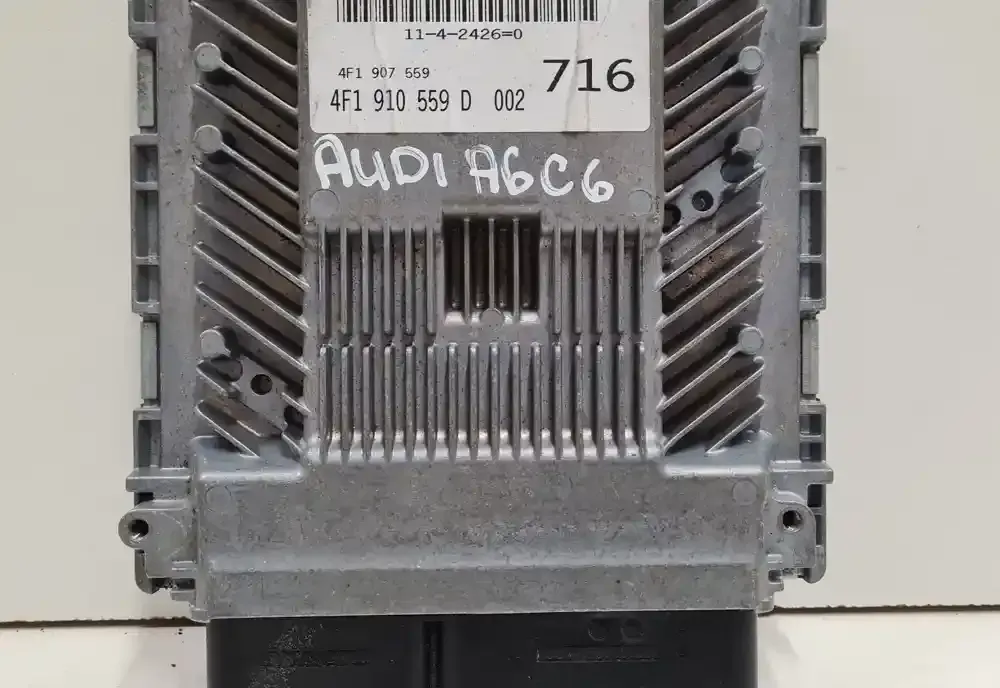 11-4-2426=0
4F1 907 559
716
4F1 910 559 D 002
AUDI A6C6